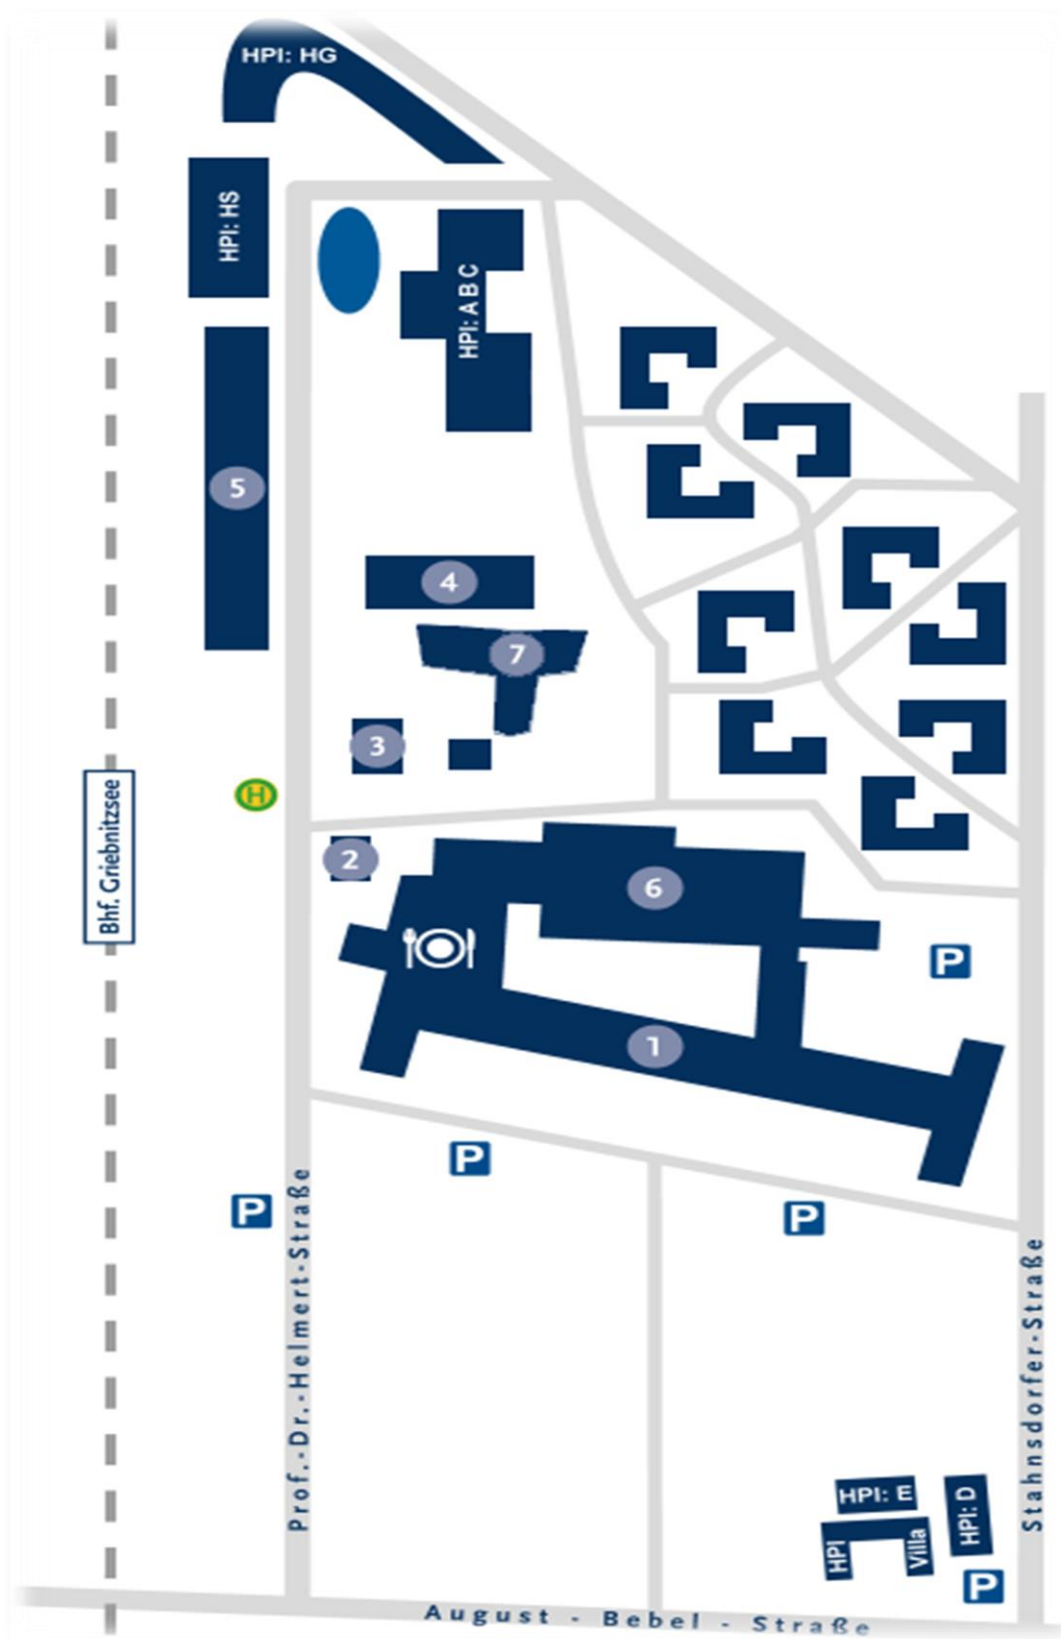 HPI: HG
HPI: HS
HPI: A B C
5
4
7
3
H
Bhf. Griebnitzsee
2
6
P
1
P
P
P
Prof.-Dr.-Helmert-Straße
Stahnsdorfer-Straße
HPI: E
HPI: D
HPI
Villa
P
August - Bebel - Straße